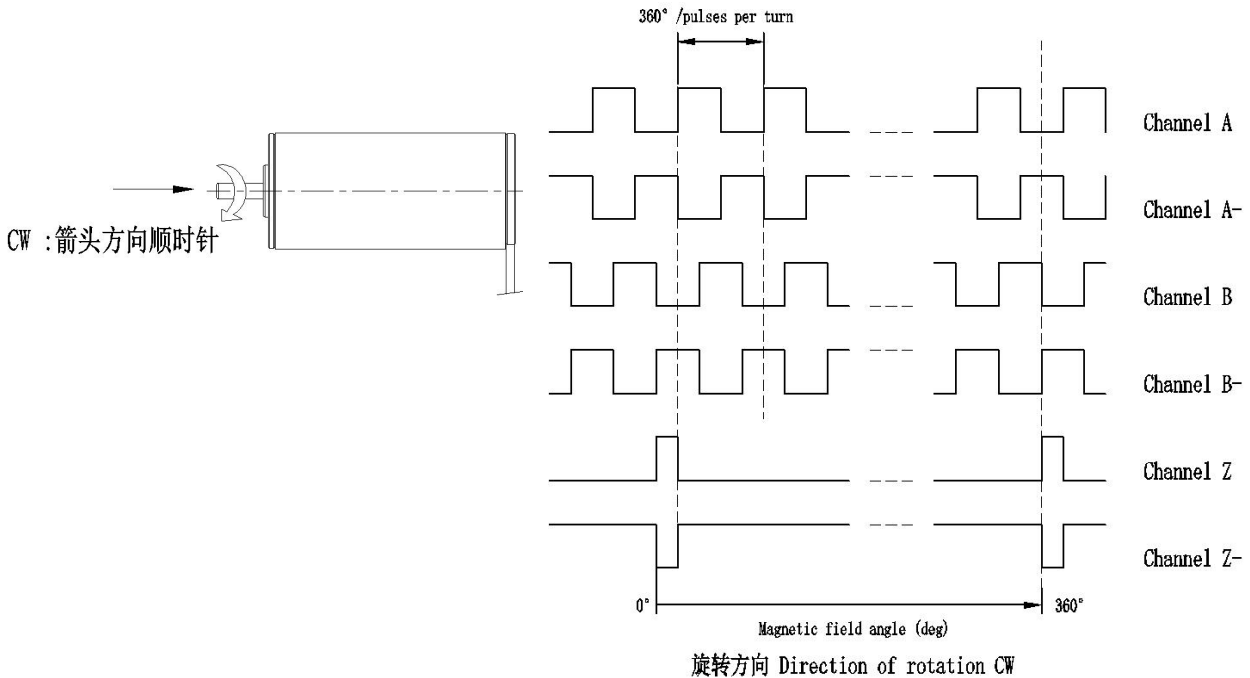 360° /pulses per turn
Channel A
Channel A-
CW :箭头方向顺时针
Channel B
Channel B-
Channel Z
Channel Z-
0°
360°
Magnetic field angle (deg)
旋转方向 Direction of rotation CW